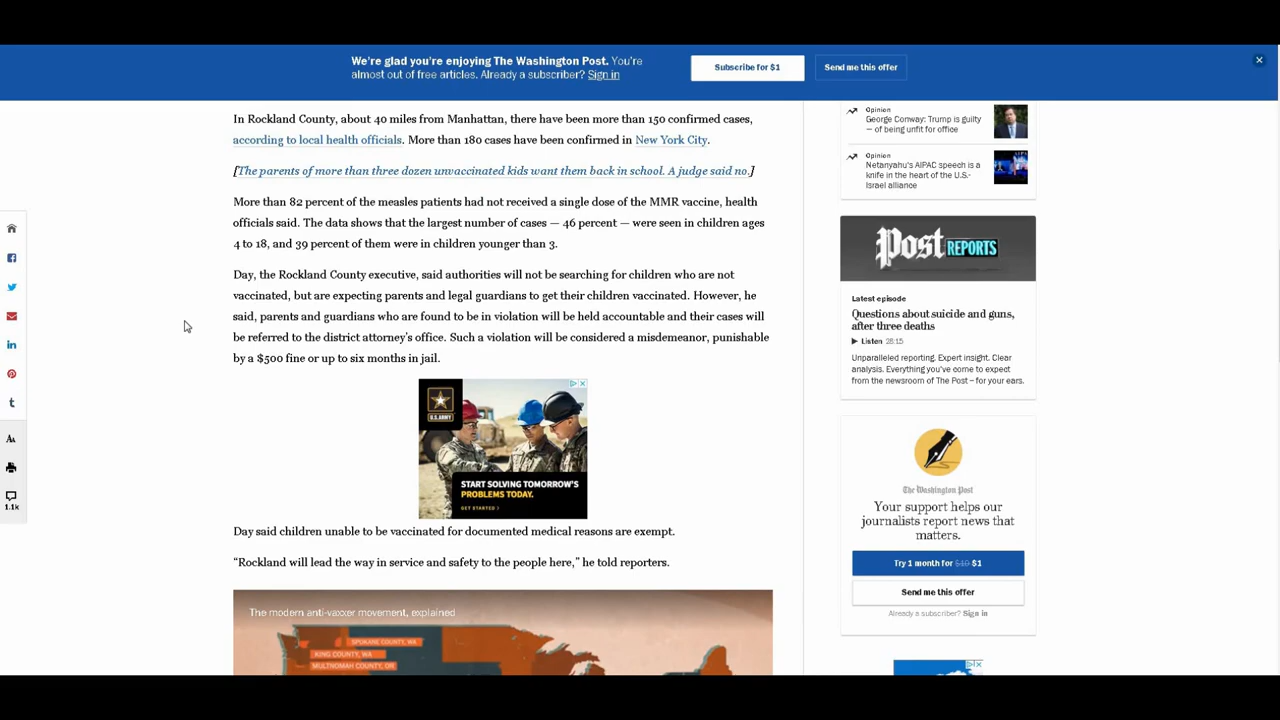 We're glad you're enjoying The Washington Post. You're
almost out of free articles. Already a subscriber? Sign in
Subscribe for $1
Send me this offer
In Rockland County, about 40 miles from Manhattan, there have been more than 150 confirmed cases,
according to local health officials. More than 180 cases have been confirmed in New York City.
[The parents of more than three dozen unvaccinated kids want them back in school. A judge said no.]
More than 82 percent of the measles patients had not received a single dose of the MMR vaccine, health
officials said. The data shows that the largest number of cases — 46 percent — were seen in children ages
4 to 18, and 39 percent of them were in children younger than 3.
Day, the Rockland County executive, said authorities will not be searching for children who are not
vaccinated, but are expecting parents and legal guardians to get their children vaccinated. However, he
said, parents and guardians who are found to be in violation will be held accountable and their cases will
be referred to the district attorney's office. Such a violation will be considered a misdemeanor, punishable
by a $500 fine or up to six months in jail.
U.S.ARMY
START SOLVING TOMORROW'S
PROBLEMS TODAY.
GET STARTED
Day said children unable to be vaccinated for documented medical reasons are exempt.
“Rockland will lead the way in service and safety to the people here,” he told reporters.
The modern anti-vaxxer movement, explained
SPOKANE COUNTY, WA
KING COUNTY, WA
MULTNOMAH COUNTY, OR
Opinion
George Conway: Trump is guilty
— of being unfit for office
Opinion
Netanyahu's AIPAC speech is a
knife in the heart of the U.S.-
Israel alliance
Post REPORTS
Latest episode
Questions about suicide and guns,
after three deaths
Listen 28:15
Unparalleled reporting. Expert insight. Clear
analysis. Everything you've come to expect
from the newsroom of The Post – for your ears.
The Washington Post
Your support helps our
journalists report news that
matters.
Try 1 month for $10 $1
Send me this offer
Already a subscriber? Sign in
AA
1.1k